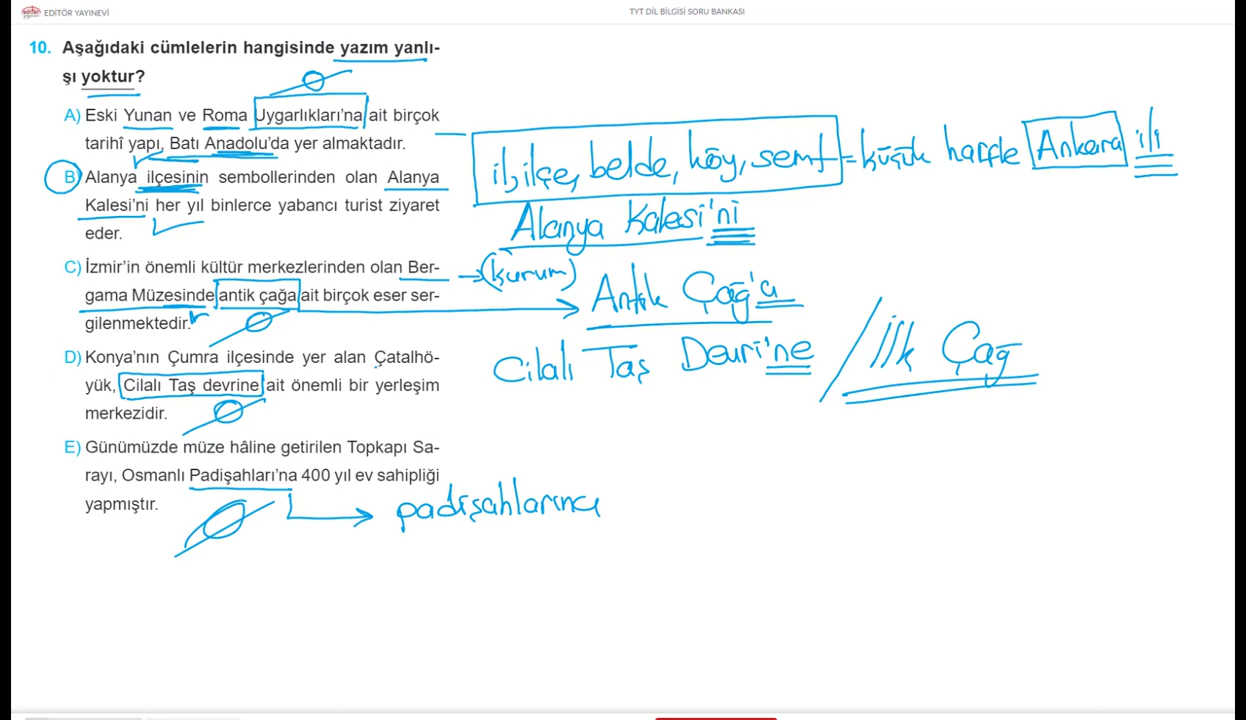 EDİTÖR YAYINEVİ
TYT DİL BİLGİSİ SORU BANKASI
10. Aşağıdaki cümlelerin hangisinde yazım yanlı-
şı yoktur?
A) Eski Yunan ve Roma Uygarlıkları'na ait birçok
tarihî yapı, Batı Anadolu'da yer almaktadır.
B) Alanya ilçesinin sembollerinden olan Alanya
Kalesi'ni her yıl binlerce yabancı turist ziyaret
eder.
C) İzmir'in önemli kültür merkezlerinden olan Ber-
gama Müzesinde antik çağa ait birçok eser ser-
gilenmektedir.
D) Konya'nın Çumra ilçesinde yer alan Çatalhö-
yük, Cilalı Taş devrine ait önemli bir yerleşim
merkezidir.
E) Günümüzde müze hâline getirilen Topkapı Sa-
rayı, Osmanlı Padişahları'na 400 yıl ev sahipliği
yapmıştır.
il, ilçe, belde, köy, semt = küçük harfle Ankara ili
Alanya Kalesi'ni
(kurum)
Antik Çağ'a
Cilalı Taş Devri'ne / İlk Çağ
padişahlarına